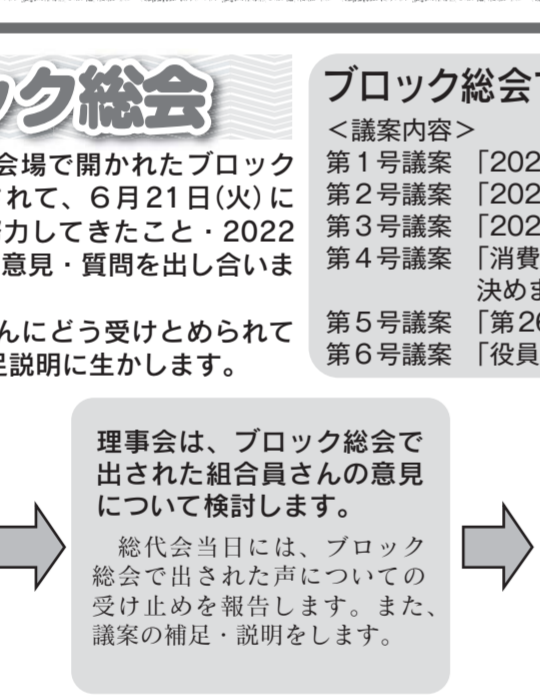 ック総会
会場で開かれたブロック
れて、6月21日(火)に
力してきたこと・2022
意見・質問を出し合いま
んにどう受けとめられて
足説明に生かします。
ブロック総会
<議案内容>
第1号議案 「202
第2号議案 「202
第3号議案 「202
第4号議案 「消費
決めま
第5号議案 「第26
第6号議案 「役員
理事会は、ブロック総会で
出された組合員さんの意見
について検討します。
総代会当日には、ブロック
総会で出された声についての
受け止めを報告します。また、
議案の補足・説明をします。